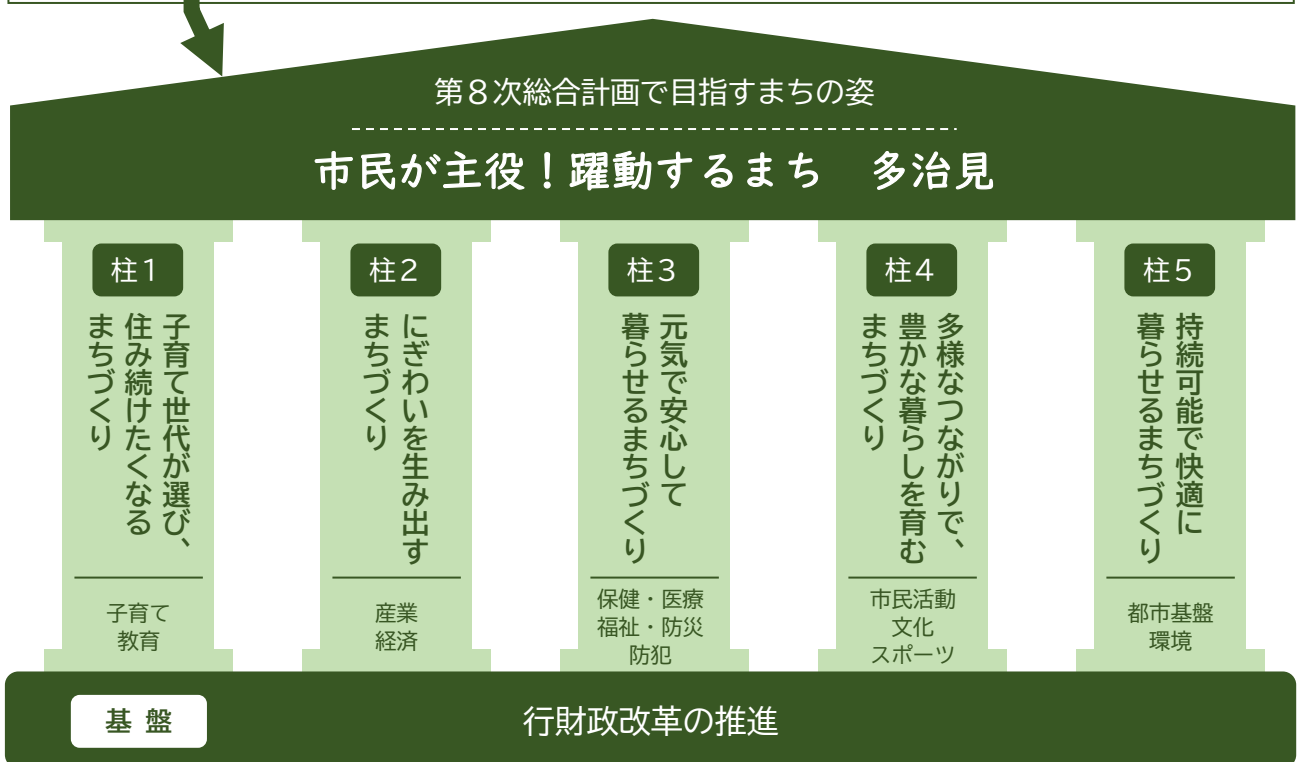 第８次総合計画で目指すまちの姿
市民が主役！躍動するまち　多治見
柱１
子育て世代が選び、
住み続けたくなる
まちづくり
子育て
教育
柱２
にぎわいを生み出す
まちづくり
産業
経済
柱３
元気で安心して
暮らせるまちづくり
保健・医療
福祉・防災
防犯
柱４
多様なつながりで、
豊かな暮らしを育む
まちづくり
市民活動
文化
スポーツ
柱５
持続可能で快適に
暮らせるまちづくり
都市基盤
環境
基 盤
行財政改革の推進